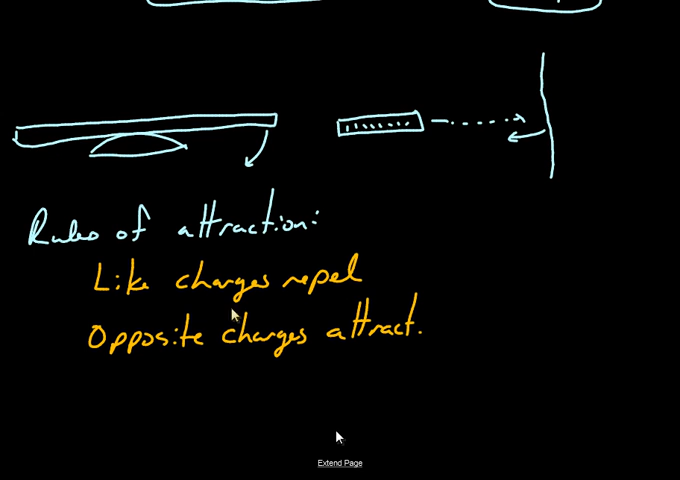 Rules of attraction:
Like charges repel
Opposite charges attract.
Extend Page